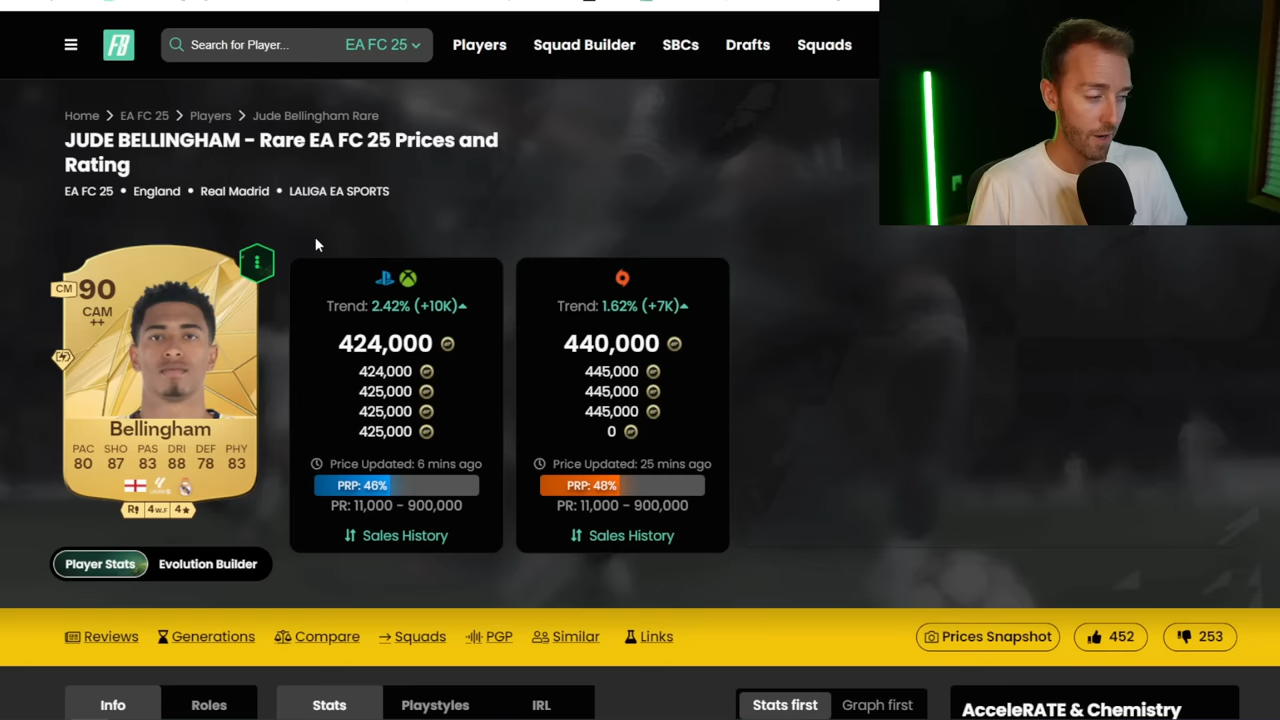 FB
Search for Player...
EA FC 25
Players
Squad Builder
SBCs
Drafts
Squads
Home > EA FC 25 > Players > Jude Bellingham Rare
JUDE BELLINGHAM - Rare EA FC 25 Prices and
Rating
EA FC 25 • England • Real Madrid • LALIGA EA SPORTS
CM
90
CAM
++
Bellingham
PAC SHO PAS DRI DEF PHY
80 87 83 88 78 83
R 4 W.F 4★
Trend: 2.42% (+10K)
424,000
424,000
425,000
425,000
425,000
Price Updated: 6 mins ago
PRP: 46%
PR: 11,000 - 900,000
Sales History
Trend: 1.62% (+7K)
440,000
445,000
445,000
445,000
0
Price Updated: 25 mins ago
PRP: 48%
PR: 11,000 - 900,000
Sales History
Player Stats
Evolution Builder
Reviews
Generations
Compare
Squads
PGP
Similar
Links
Prices Snapshot
452
253
Info
Roles
Stats
Playstyles
IRL
Stats first
Graph first
AcceleRATE & Chemistry